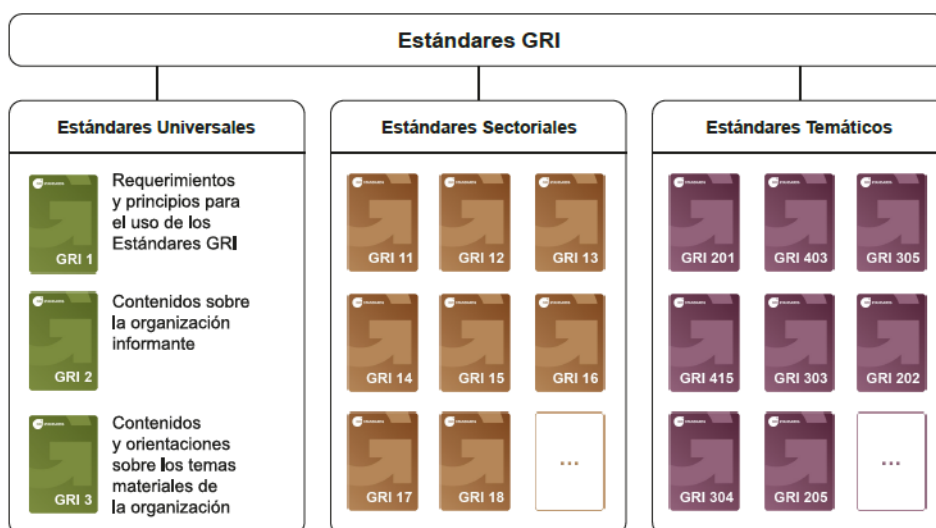 Estándares GRI
Estándares Universales
GRI 1
Requerimientos
y principios para
el uso de los
Estándares GRI
GRI 2
Contenidos sobre
la organización
informante
GRI 3
Contenidos
y orientaciones
sobre los temas
materiales de
la organización
Estándares Sectoriales
GRI 11
GRI 12
GRI 13
GRI 14
GRI 15
GRI 16
GRI 17
GRI 18
...
Estándares Temáticos
GRI 201
GRI 403
GRI 305
GRI 415
GRI 303
GRI 202
GRI 304
GRI 205
...